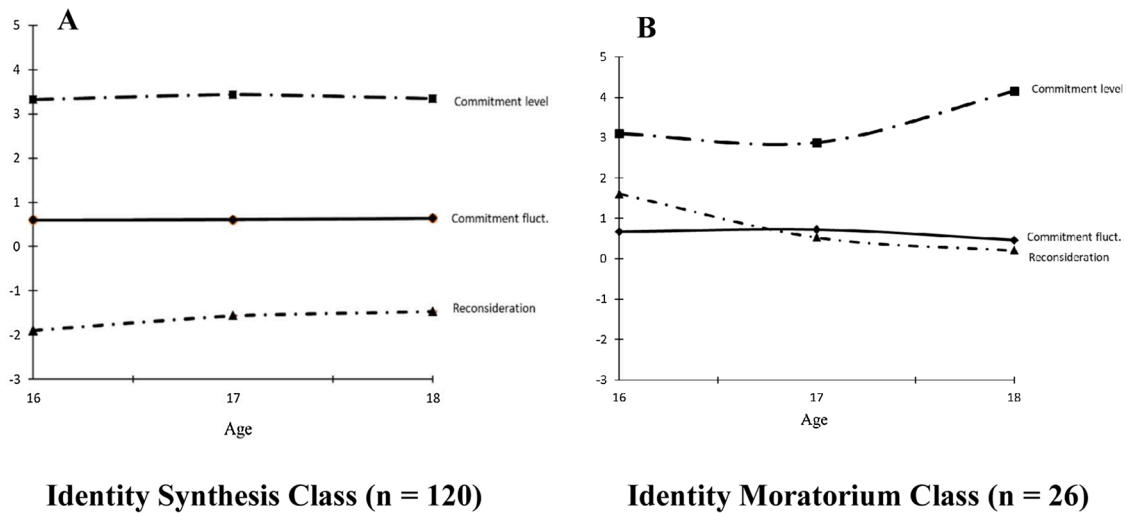 A
5
4
3
2
1
0
-1
-2
-3
16
17
18
Age
Commitment level
Commitment fluct.
Reconsideration
Identity Synthesis Class (n = 120)
B
5
5
4
3
2
1
0
-1
-2
-3
16
17
18
Age
Commitment level
Commitment fluct.
Reconsideration
Identity Moratorium Class (n = 26)